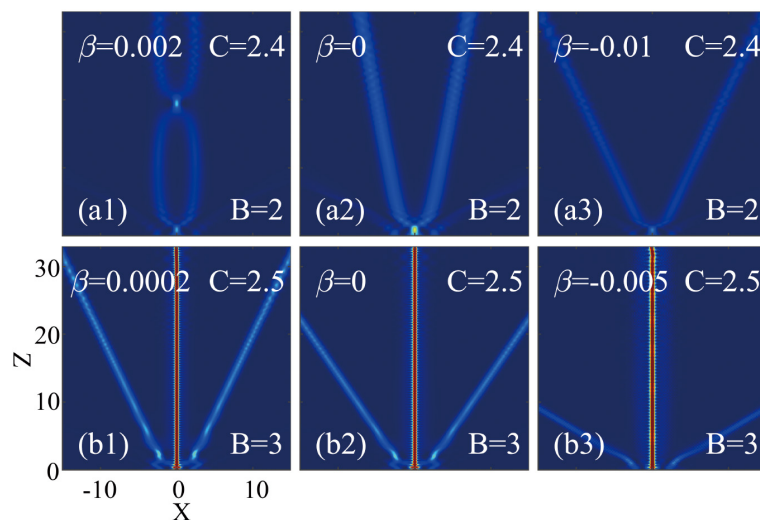 β=0.002 C=2.4
(a1) B=2
β=0 C=2.4
(a2) B=2
β=-0.01 C=2.4
(a3) B=2
β=0.0002 C=2.5
(b1) B=3
β=0 C=2.5
(b2) B=3
β=-0.005 C=2.5
(b3) B=3
30
20
10
0
Z
-10 0 10
X